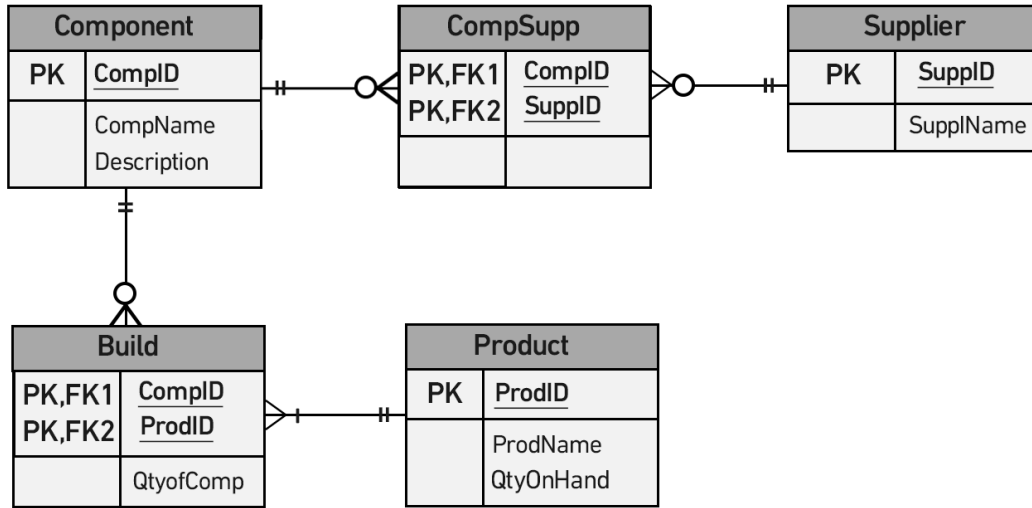 Component
PK CompID
CompName
Description
CompSupp
PK,FK1 CompID
PK,FK2 SuppID
Supplier
PK SuppID
SupplName
Build
PK,FK1 CompID
PK,FK2 ProdID
QtyofComp
Product
PK ProdID
ProdName
QtyOnHand